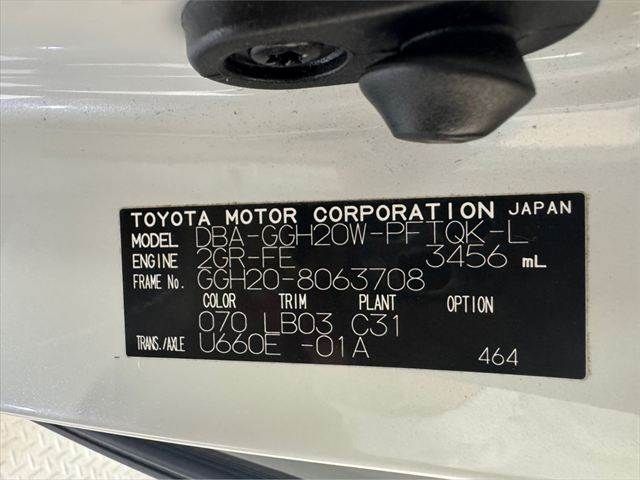 TOYOTA MOTOR CORPORATION JAPAN
MODEL DBA-GGH20W-PFTQK-L
ENGINE 2GR-FE 3456 mL
FRAME No. GGH20-8063708
COLOR TRIM PLANT OPTION
070 LB03 C31
TRANS./AXLE U660E -01A 464